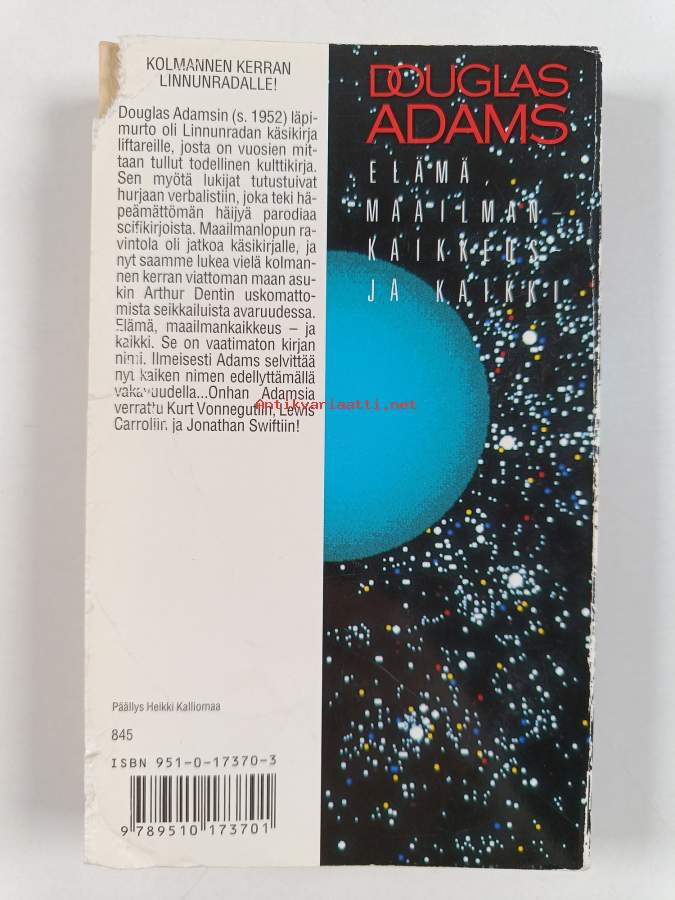 KOLMANNEN KERRAN
LINNUNRADALLE!
Douglas Adamsin (s. 1952) läpi-
murto oli Linnunradan käsikirja
liftareille, josta on vuosien mit-
taan tullut todellinen kulttikirja.
Sen myötä lukijat tutustuivat
hurjaan verbalistiin, joka teki hä-
peämättömän häijyä parodiaa
scifikirjoista. Maailmanlopun ra-
vintola oli jatkoa käsikirjalle, ja
nyt saamme lukea vielä kolman-
nen kerran viattoman maan asu-
kin Arthur Dentin uskomatto-
mista seikkailuista avaruudessa.
Elämä, maailmankaikkeus – ja
kaikki. Se on vaatimaton kirjan
nimi. Ilmeisesti Adams selvittää
nyt kaiken nimen edellyttämällä
vakavuudella...Onhan Adamsia
verrattu Kurt Vonnegutiin, Lewis
Carroliin ja Jonathan Swiftiin!
Päällys Heikki Kalliomaa
845
ISBN 951-0-17370-3
9 789510 173701
DOUGLAS
ADAMS
ELÄMÄ,
MAAILMAN-
KAIKKEUS
JA KAIKKI
Antikvariaatti.net